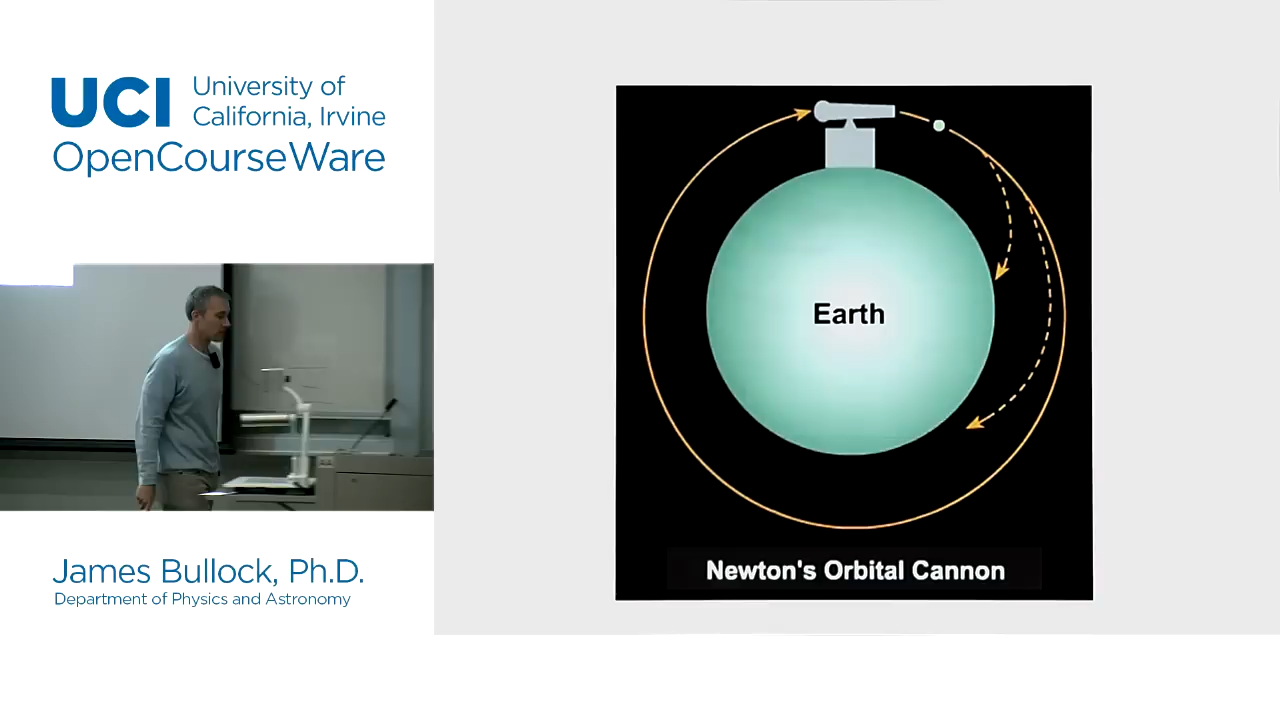 UCI
University of
California, Irvine
OpenCourseWare
Earth
Newton's Orbital Cannon
James Bullock, Ph.D.
Department of Physics and Astronomy